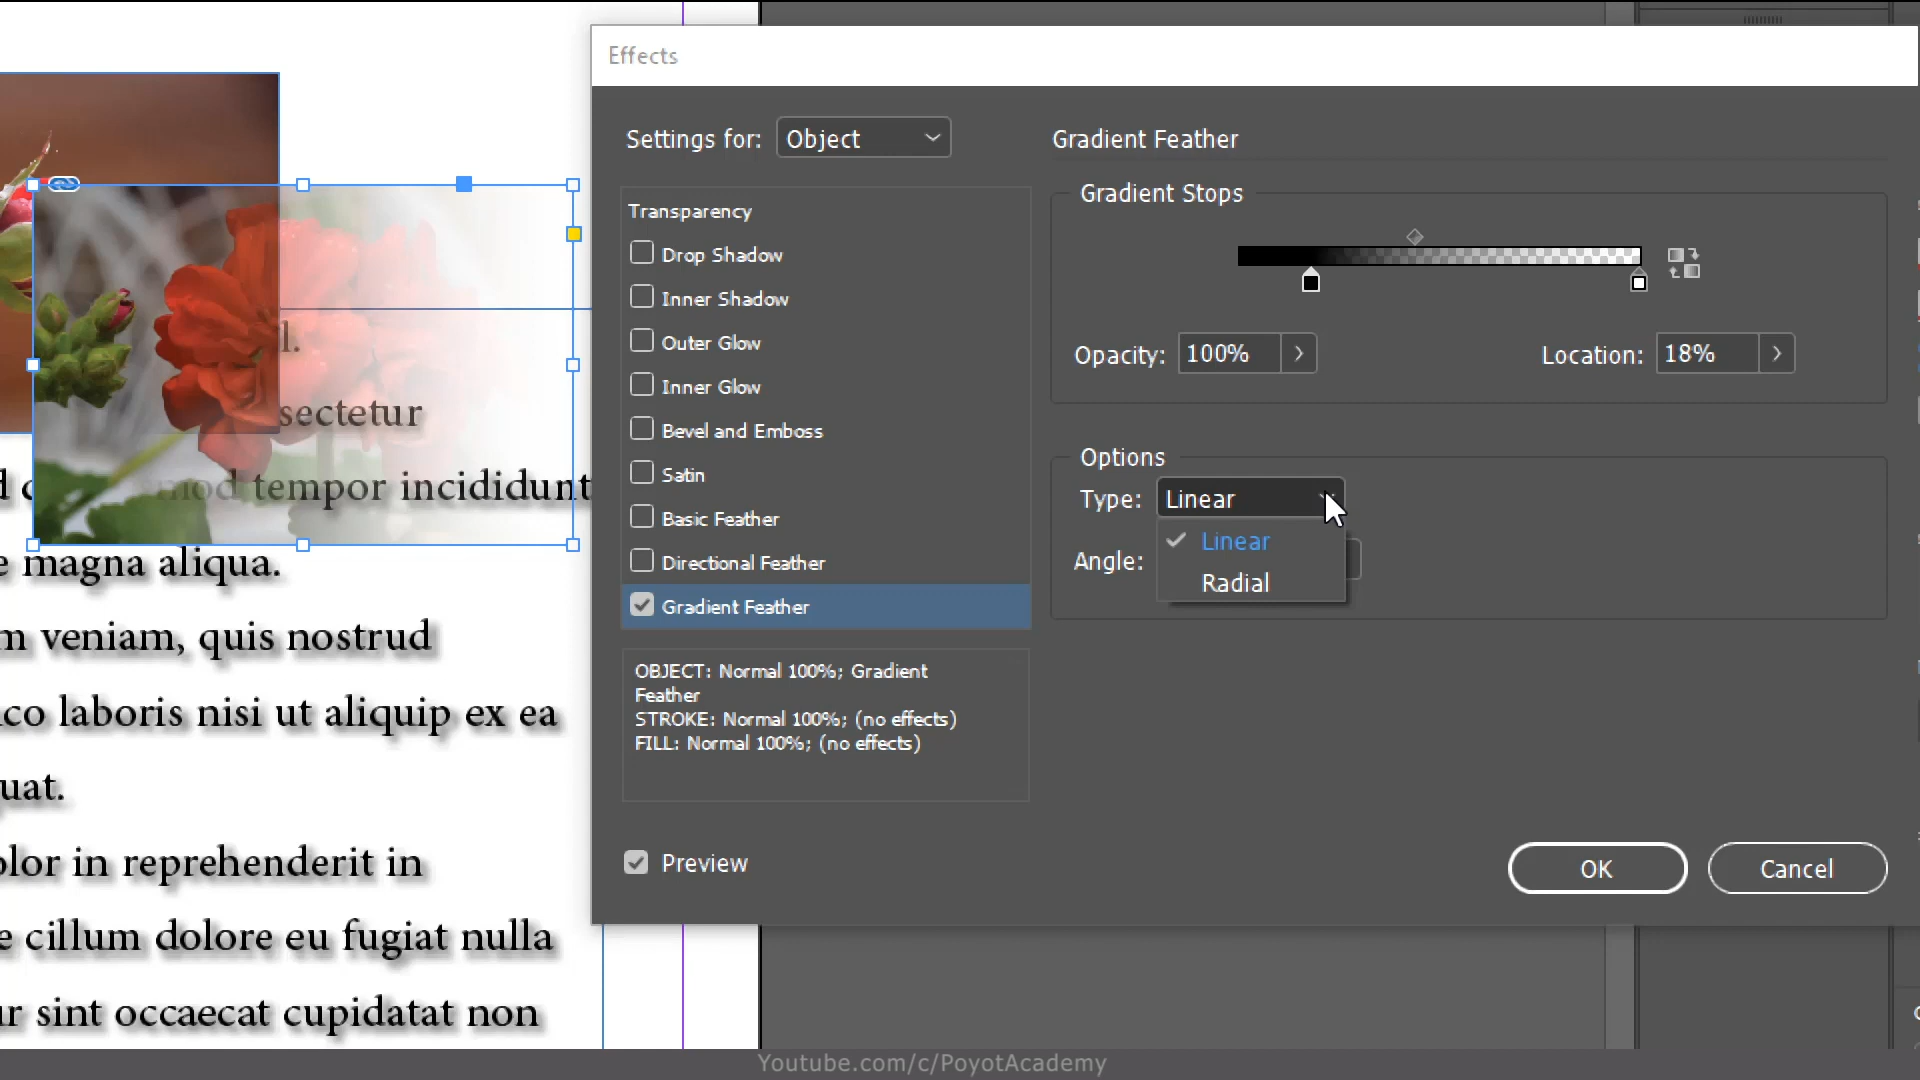 Effects
Settings for: Object
Gradient Feather
Transparency
Drop Shadow
Inner Shadow
Outer Glow
Inner Glow
Bevel and Emboss
Satin
Basic Feather
Directional Feather
Gradient Feather
OBJECT: Normal 100%; Gradient
Feather
STROKE: Normal 100%; (no effects)
FILL: Normal 100%; (no effects)
Preview
Gradient Stops
Opacity: 100%
Location: 18%
Options
Type: Linear
Linear
Radial
Angle:
OK
Cancel
l.
sectetur
mod tempor incididunt
e magna aliqua.
m veniam, quis nostrud
co laboris nisi ut aliquip ex ea
uat.
olor in reprehenderit in
e cillum dolore eu fugiat nulla
ur sint occaecat cupidatat non
Youtube.com/c/PoyotAcademy